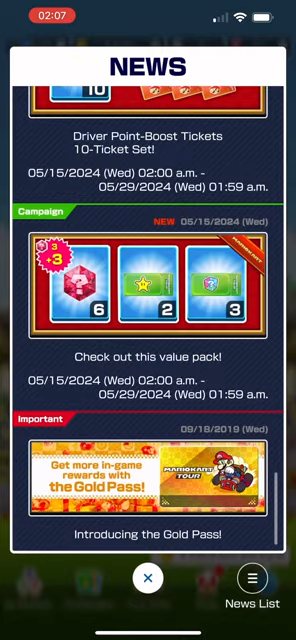 02:07
NEWS
10
Driver Point-Boost Tickets
10-Ticket Set!
05/15/2024 (Wed) 02:00 a.m. -
05/29/2024 (Wed) 01:59 a.m.
Campaign
NEW 05/15/2024 (Wed)
3
+3
6
2
3
MARIOKART
Check out this value pack!
05/15/2024 (Wed) 02:00 a.m. -
05/29/2024 (Wed) 01:59 a.m.
Important
09/18/2019 (Wed)
Get more in-game
rewards with
the Gold Pass!
MARIOKART
TOUR
Introducing the Gold Pass!
News List